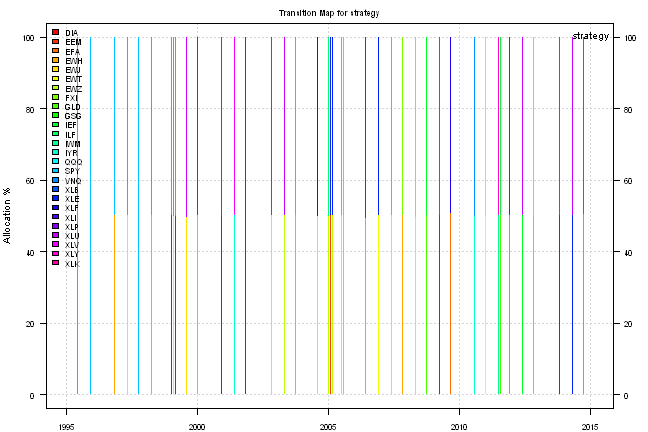 Transition Map for strategy
strategy
100
80
60
40
20
0
Allocation %
DIA
EEM
EFA
EWH
EWJ
EWT
EWZ
FXI
GLD
GSG
IEF
ILF
IWM
IYR
QQQ
SPY
VNQ
XLB
XLE
XLF
XLI
XLP
XLU
XLV
XLY
XLK
100
80
60
40
20
0
1995
2000
2005
2010
2015